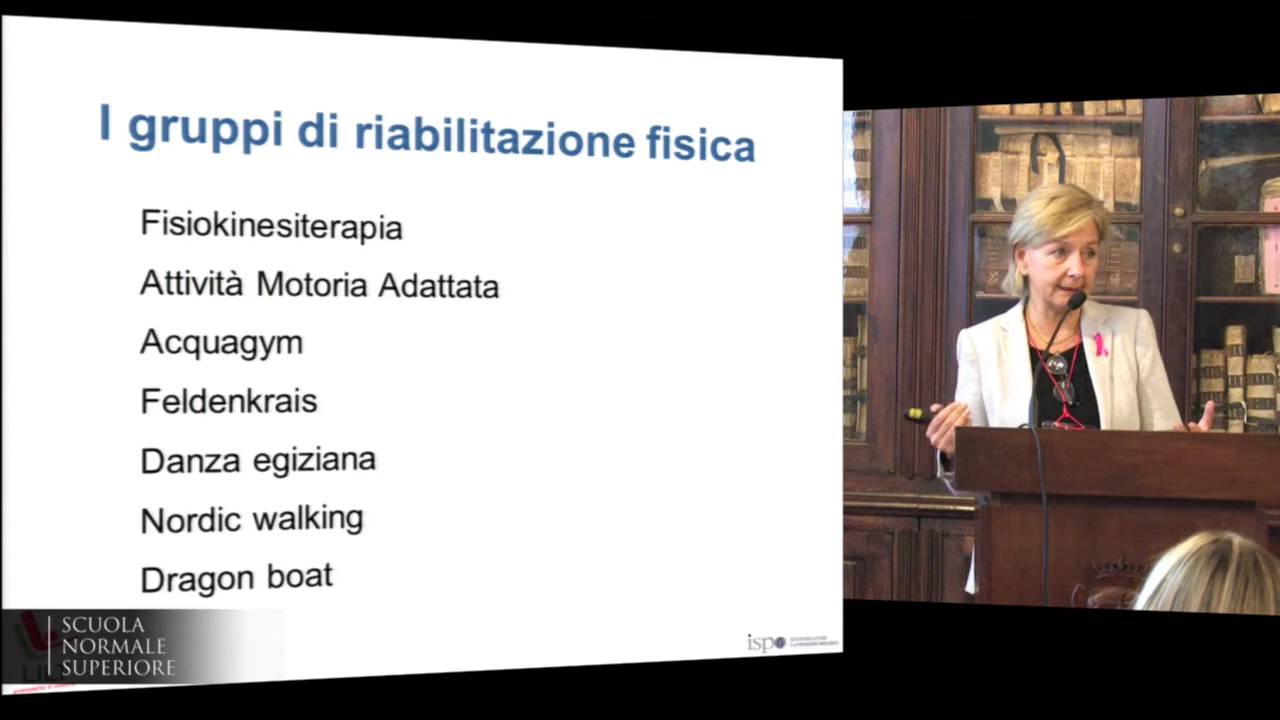 I gruppi di riabilitazione fisica
Fisiokinesiterapia
Attività Motoria Adattata
Acquagym
Feldenkrais
Danza egiziana
Nordic walking
Dragon boat
SCUOLA
NORMALE
SUPERIORE
ispo